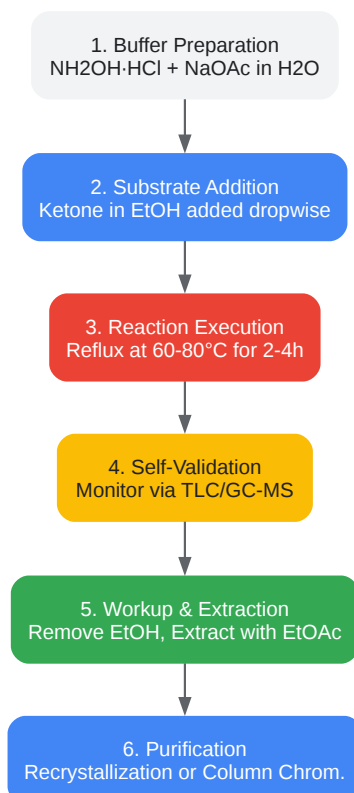 1. Buffer Preparation
NH2OH·HCl + NaOAc in H2O
2. Substrate Addition
Ketone in EtOH added dropwise
3. Reaction Execution
Reflux at 60-80°C for 2-4h
4. Self-Validation
Monitor via TLC/GC-MS
5. Workup & Extraction
Remove EtOH, Extract with EtOAc
6. Purification
Recrystallization or Column Chrom.